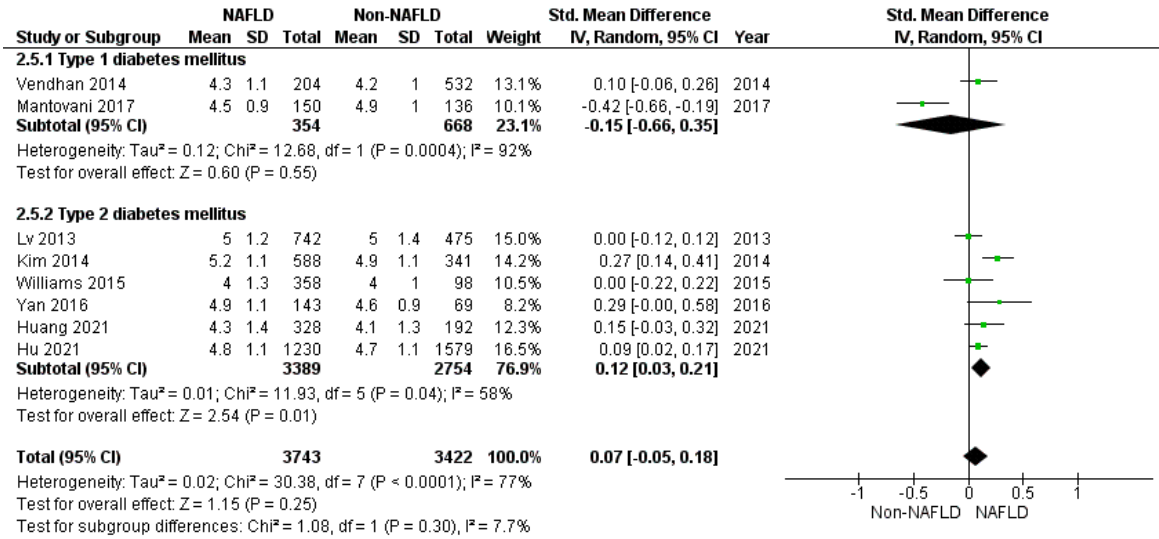 NAFLD Non-NAFLD Std. Mean Difference Std. Mean Difference
Study or Subgroup Mean SD Total Mean SD Total Weight IV, Random, 95% CI Year IV, Random, 95% CI
2.5.1 Type 1 diabetes mellitus
Vendhan 2014 4.3 1.1 204 4.2 1 532 13.1% 0.10 [-0.06, 0.26] 2014
Mantovani 2017 4.5 0.9 150 4.9 1 136 10.1% -0.42 [-0.66, -0.19] 2017
Subtotal (95% CI) 354 668 23.1% -0.15 [-0.66, 0.35]
Heterogeneity: Tau² = 0.12; Chi² = 12.68, df = 1 (P = 0.0004); I² = 92%
Test for overall effect: Z = 0.60 (P = 0.55)
2.5.2 Type 2 diabetes mellitus
Lv 2013 5 1.2 742 5 1.4 475 15.0% 0.00 [-0.12, 0.12] 2013
Kim 2014 5.2 1.1 588 4.9 1.1 341 14.2% 0.27 [0.14, 0.41] 2014
Williams 2015 4 1.3 358 4 1 98 10.5% 0.00 [-0.22, 0.22] 2015
Yan 2016 4.9 1.1 143 4.6 0.9 69 8.2% 0.29 [-0.00, 0.58] 2016
Huang 2021 4.3 1.4 328 4.1 1.3 192 12.3% 0.15 [-0.03, 0.32] 2021
Hu 2021 4.8 1.1 1230 4.7 1.1 1579 16.5% 0.09 [0.02, 0.17] 2021
Subtotal (95% CI) 3389 2754 76.9% 0.12 [0.03, 0.21]
Heterogeneity: Tau² = 0.01; Chi² = 11.93, df = 5 (P = 0.04); I² = 58%
Test for overall effect: Z = 2.54 (P = 0.01)
Total (95% CI) 3743 3422 100.0% 0.07 [-0.05, 0.18]
Heterogeneity: Tau² = 0.02; Chi² = 30.38, df = 7 (P < 0.0001); I² = 77%
Test for overall effect: Z = 1.15 (P = 0.25)
Test for subgroup differences: Chi² = 1.08, df = 1 (P = 0.30), I² = 7.7%
-1 -0.5 0 0.5 1
Non-NAFLD NAFLD